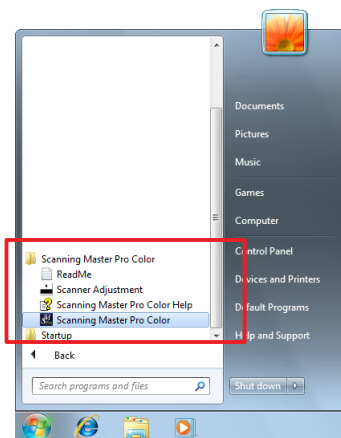 Documents
Pictures
Music
Games
Computer
Control Panel
Devices and Printers
Default Programs
Help and Support
Scanning Master Pro Color
ReadMe
Scanner Adjustment
Scanning Master Pro Color Help
Scanning Master Pro Color
Startup
Back
Search programs and files
Shut down